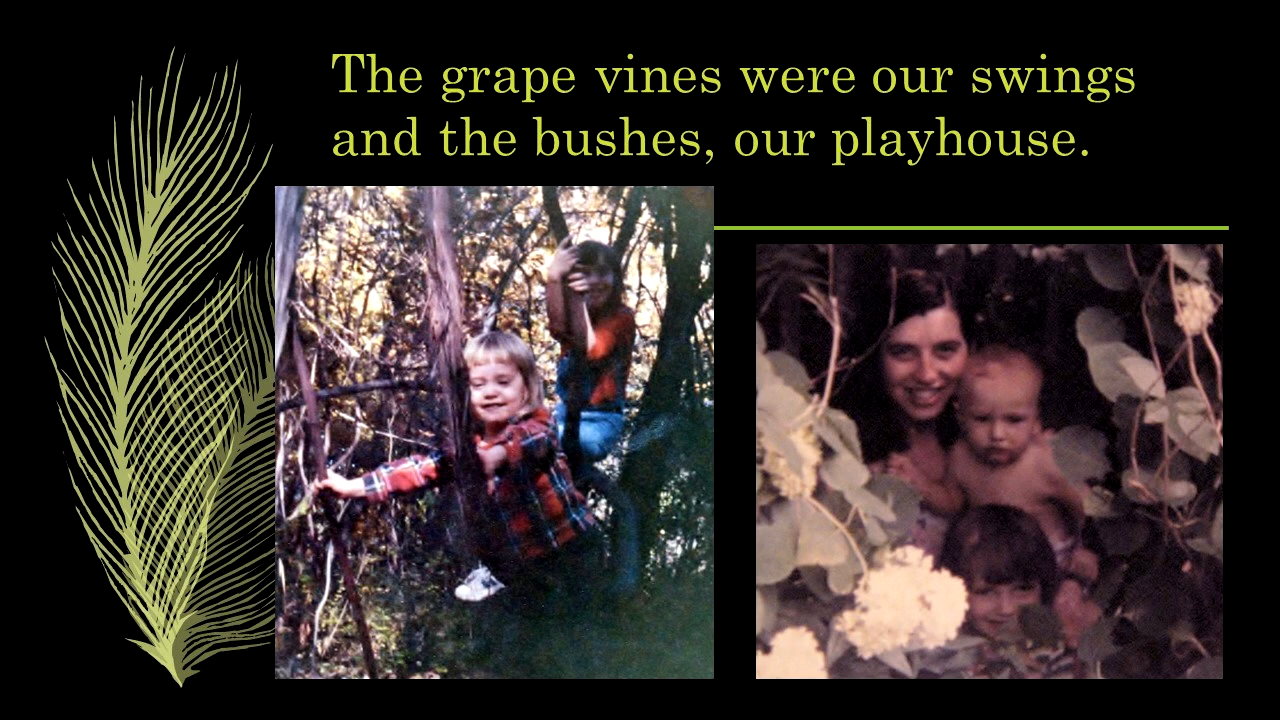 The grape vines were our swings
and the bushes, our playhouse.